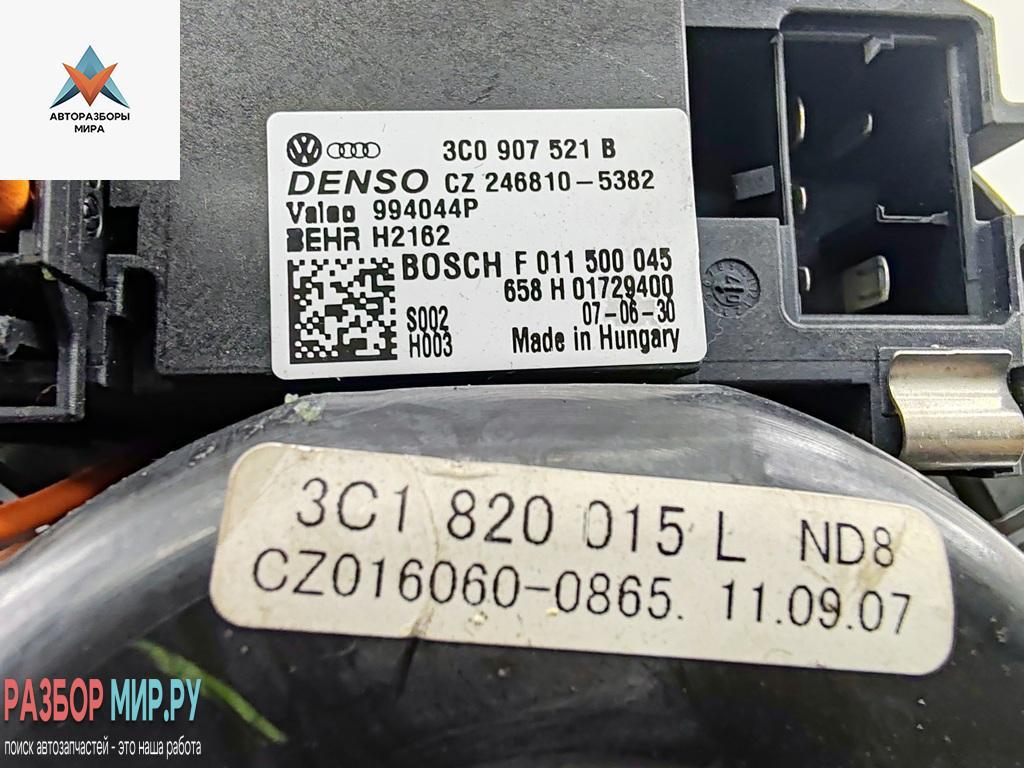 АВТОРАЗБОРЫ
МИРА
3C0 907 521 B
DENSO CZ 246810-5382
Valeo 994044P
BEHR H2162
BOSCH F 011 500 045
658 H 01729400
07-06-30
S002
H003
Made in Hungary
3C1 820 015 L ND8
CZ016060-0865. 11.09.07
РАЗБОР МИР.РУ
поиск автозапчастей - это наша работа